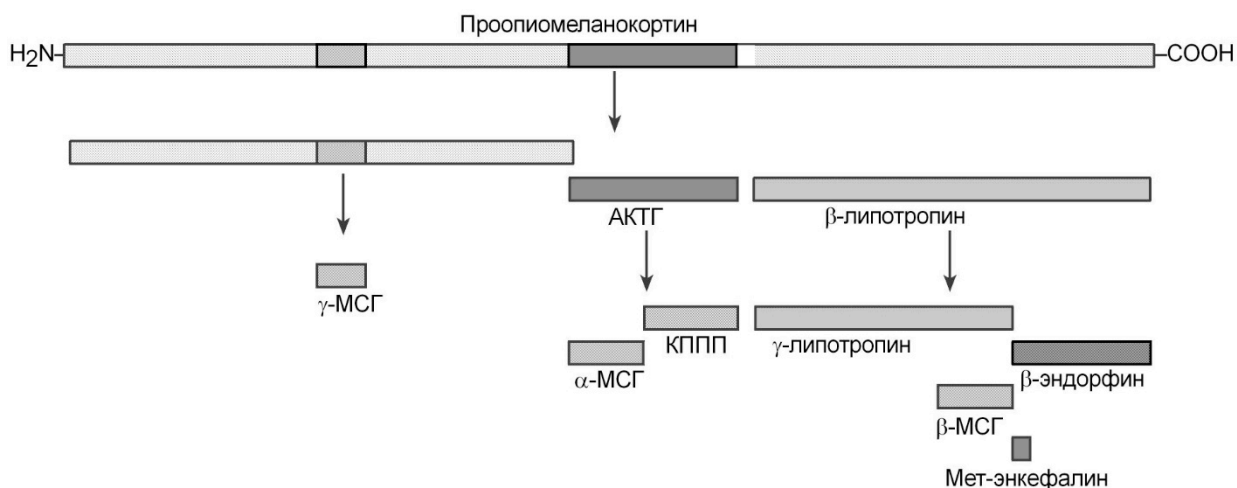 Проопиомеланокортин
H2N-
-COOH
АКТГ
β-липотропин
γ-МСГ
КППП
γ-липотропин
α-МСГ
β-эндорфин
β-МСГ
Мет-энкефалин